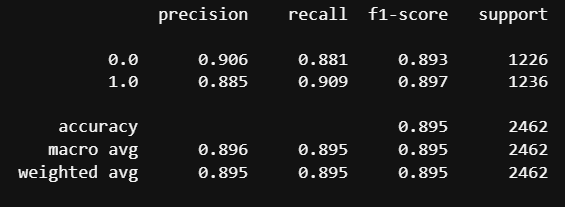 precision recall f1-score support
0.0 0.906 0.881 0.893 1226
1.0 0.885 0.909 0.897 1236
accuracy 0.895 2462
macro avg 0.896 0.895 0.895 2462
weighted avg 0.895 0.895 0.895 2462